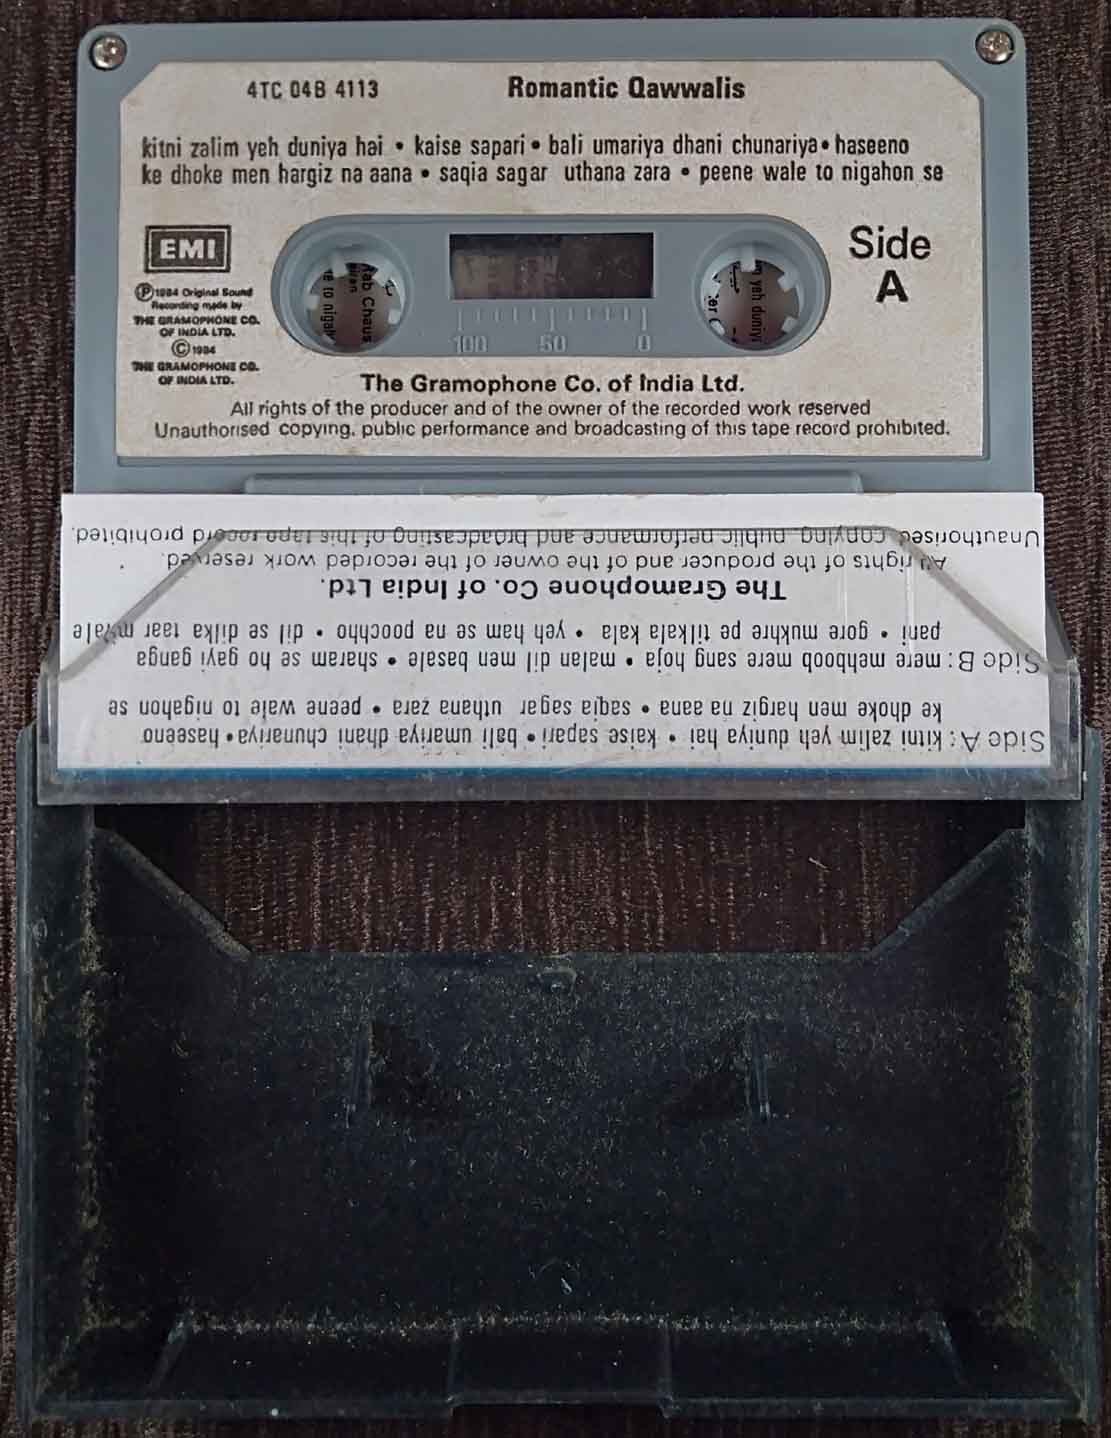 4TC 04B 4113 Romantic Qawwalis
kitni zalim yeh duniya hai • kaise sapari • bali umariya dhani chunariya • haseeno
ke dhoke men hargiz na aana • saqia sagar uthana zara • peene wale to nigahon se
EMI
Side
A
Ⓟ 1984 Original Sound
Recording made by
THE GRAMOPHONE CO.
OF INDIA LTD.
© 1984
THE GRAMOPHONE CO.
OF INDIA LTD.
100 50 0
The Gramophone Co. of India Ltd.
All rights of the producer and of the owner of the recorded work reserved
Unauthorised copying, public performance and broadcasting of this tape record prohibited.
Side A: kitni zalim yeh duniya hai • kaise sapari • bali umariya dhani chunariya • haseeno
ke dhoke men hargiz na aana • saqia sagar uthana zara • peene wale to nigahon se
Side B: mere mehboob mere sang hoja • melan dil men basale • sharam se ho gayi ganga
pani • gore mukhre pe tilkala kala • yeh ham se na poochho • dil se dilka taar milale
The Gramophone Co. of India Ltd.
All rights of the producer and of the owner of the recorded work reserved.
Unauthorised copying, public performance and broadcasting of this tape record prohibited.